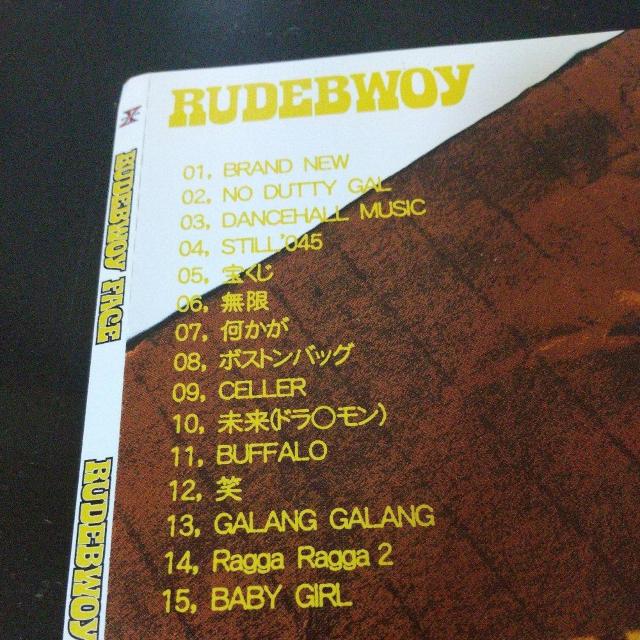 RUDEBWOY
01, BRAND NEW
02, NO DUTTY GAL
03, DANCEHALL MUSIC
04, STILL'045
05, 宝くじ
06, 無限
07, 何かが
08, ボストンバッグ
09, CELLER
10, 未来(ドラ〇モン)
11, BUFFALO
12, 笑
13, GALANG GALANG
14, Ragga Ragga 2
15, BABY GIRL
RUDEBWOY FACE
RUDEBWOY